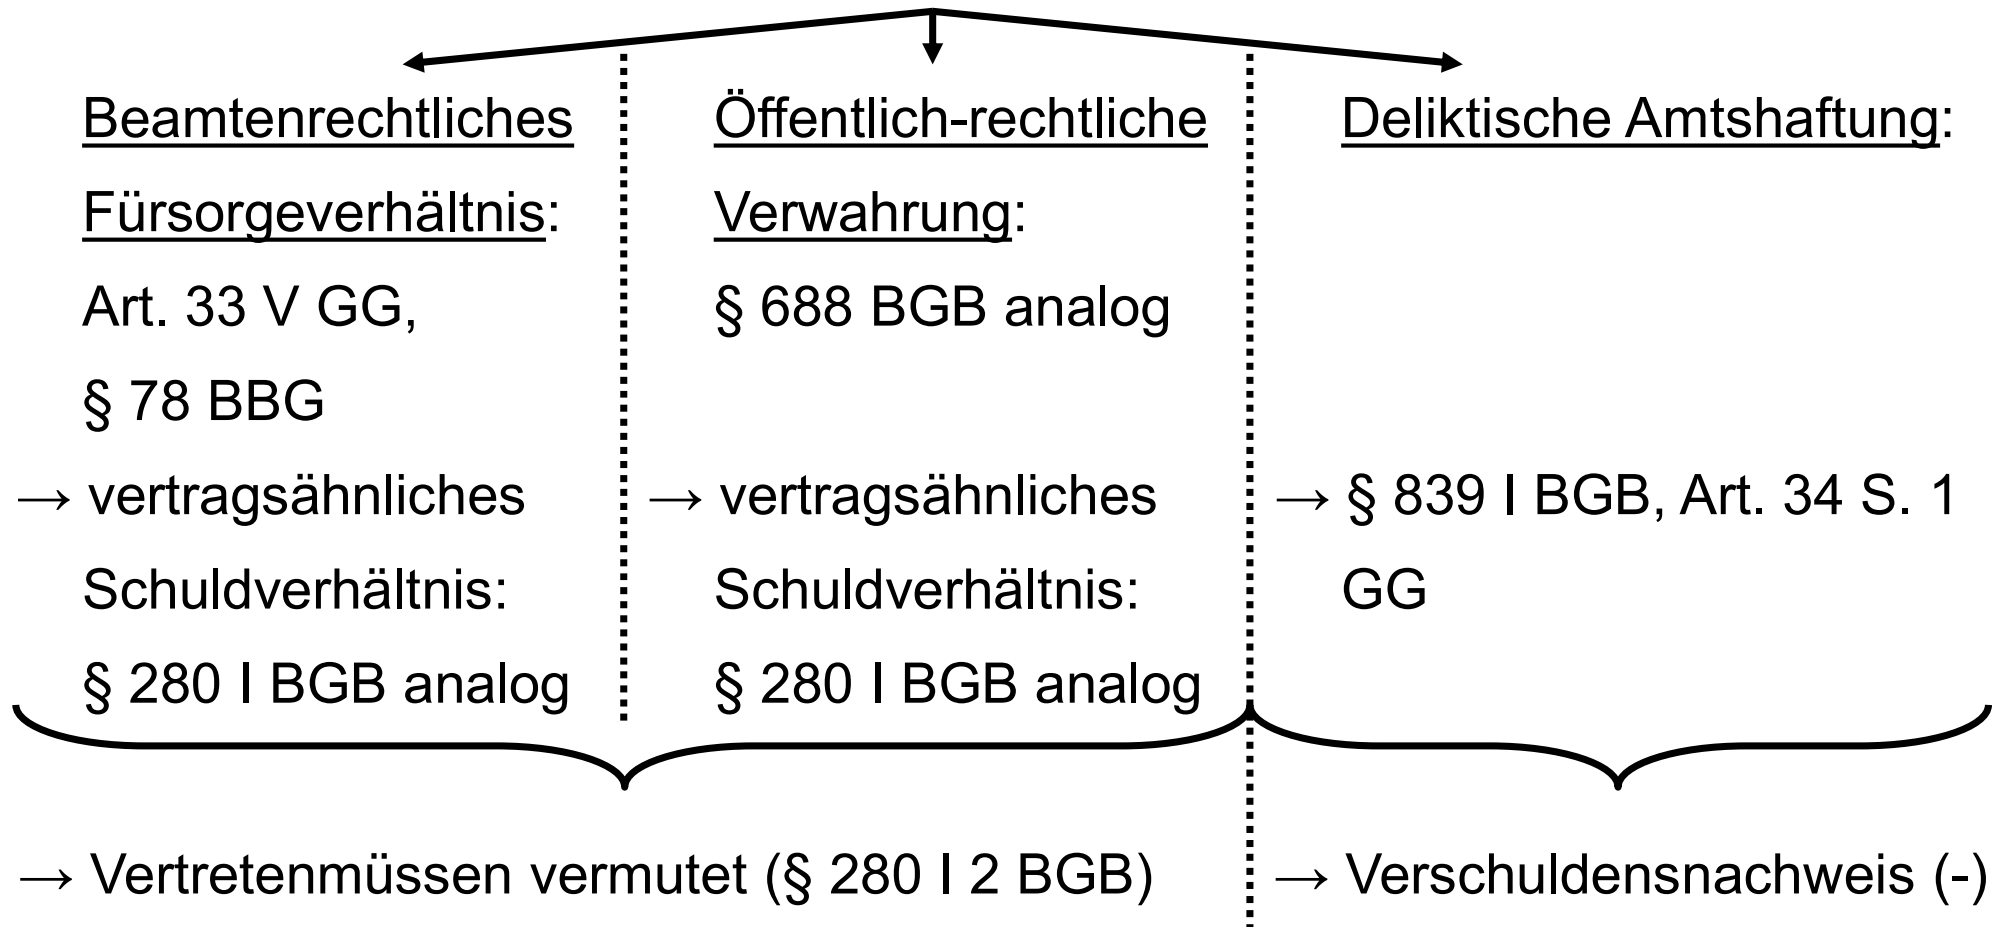 Beamtenrechtliches
Fürsorgeverhältnis:
Art. 33 V GG,
§ 78 BBG
→ vertragsähnliches
Schuldverhältnis:
§ 280 I BGB analog
Öffentlich-rechtliche
Verwahrung:
§ 688 BGB analog
→ vertragsähnliches
Schuldverhältnis:
§ 280 I BGB analog
Deliktische Amtshaftung:
→ § 839 I BGB, Art. 34 S. 1
GG
→ Vertretenmüssen vermutet (§ 280 I 2 BGB)
→ Verschuldensnachweis (-)